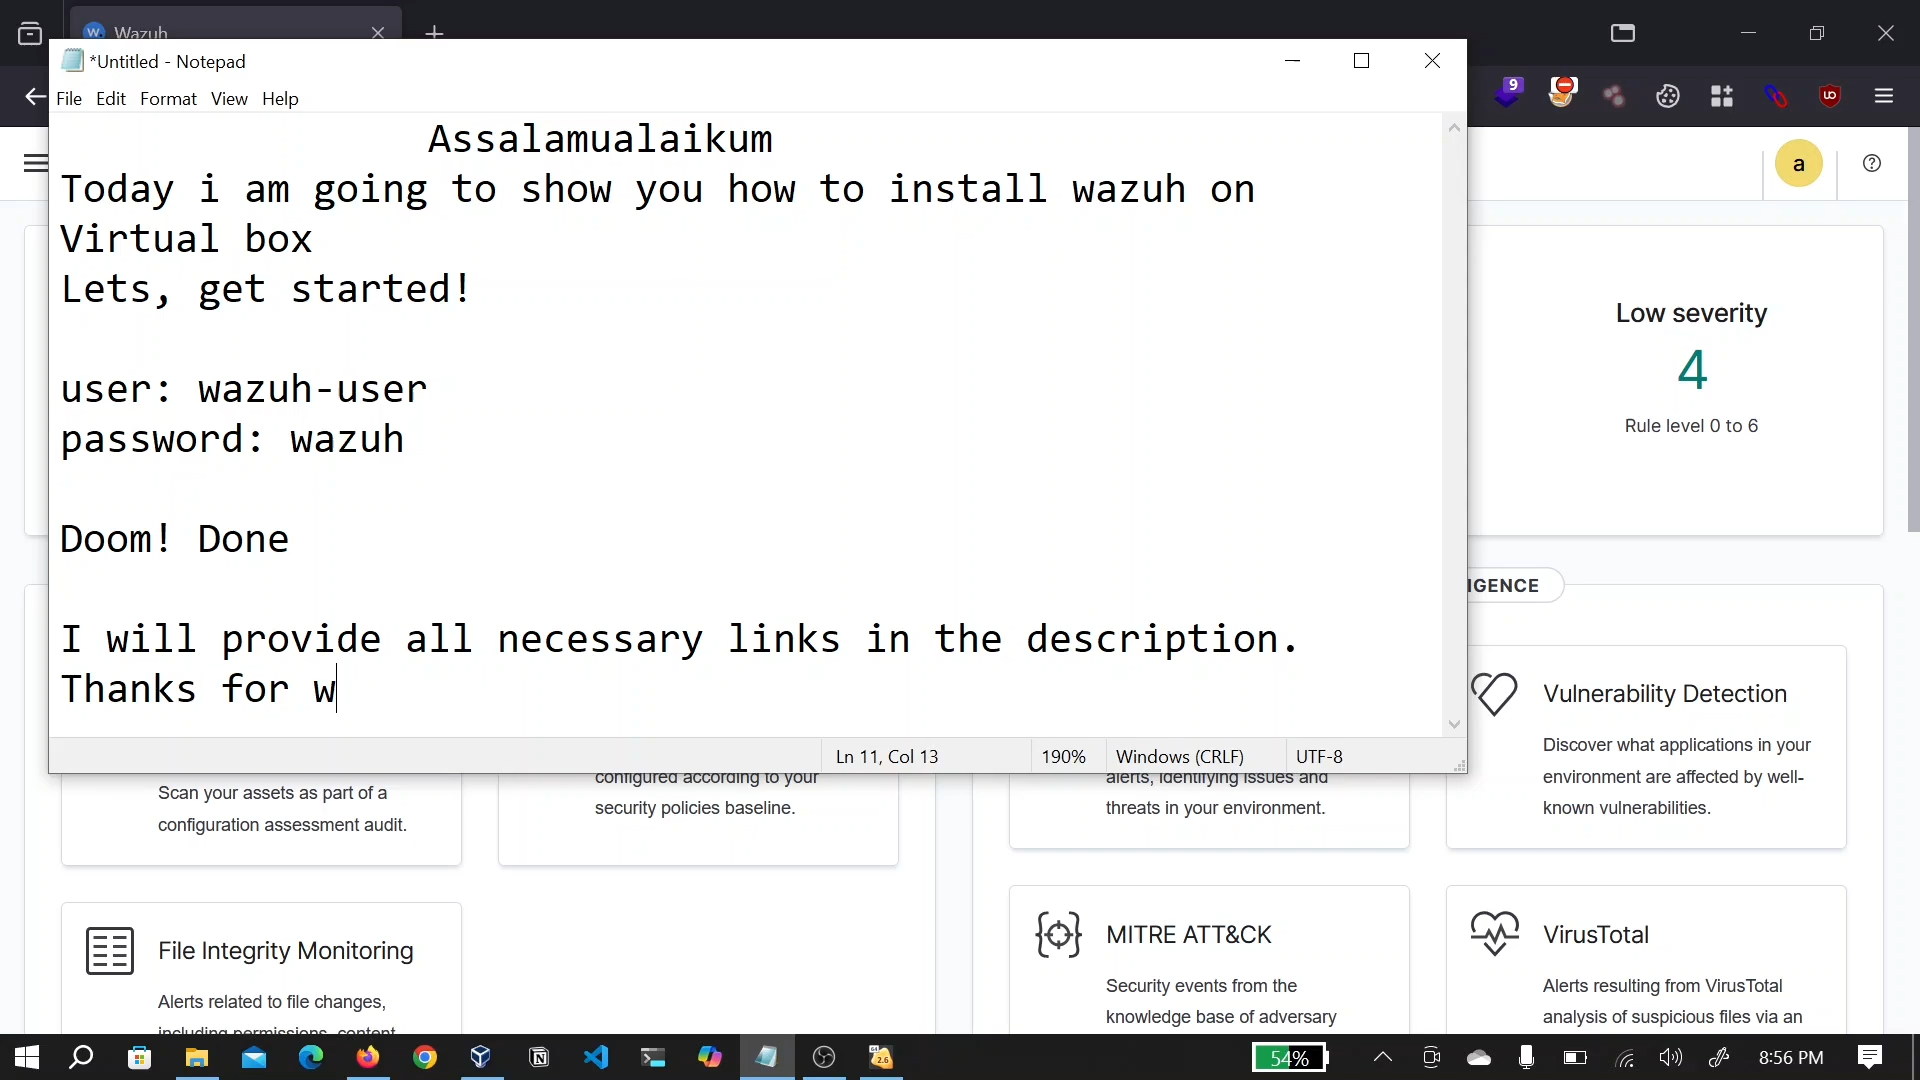 Wazuh
*Untitled - Notepad
File Edit Format View Help
9
Assalamualaikum
Today i am going to show you how to install wazuh on
Virtual box
Lets, get started!
user: wazuh-user
password: wazuh
Doom! Done
I will provide all necessary links in the description.
Thanks for w
Ln 11, Col 13
190%
Windows (CRLF)
UTF-8
a
Low severity
4
Rule level 0 to 6
IGENCE
Vulnerability Detection
Discover what applications in your
environment are affected by well-
known vulnerabilities.
Scan your assets as part of a
configuration assessment audit.
configured according to your
security policies baseline.
alerts, identifying issues and
threats in your environment.
File Integrity Monitoring
Alerts related to file changes,
including permissions, content,
MITRE ATT&CK
Security events from the
knowledge base of adversary
VirusTotal
Alerts resulting from VirusTotal
analysis of suspicious files via an
54%
8:56 PM